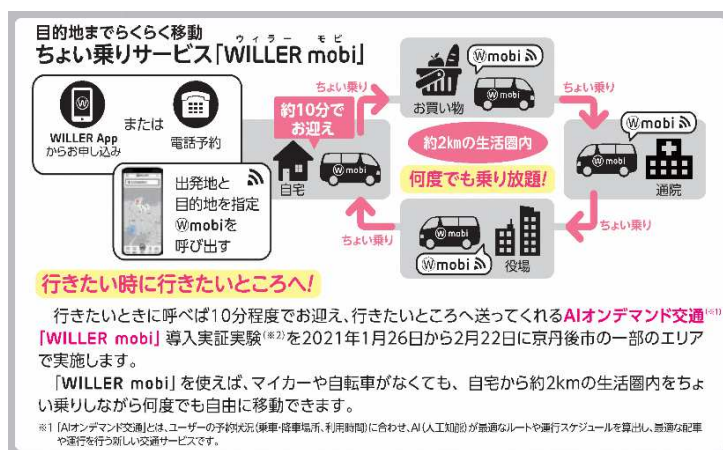 目的地までらくらく移動
ウィラー モビ
ちょい乗りサービス「WILLER mobi」
WILLER App
からお申し込み
または
電話予約
出発地と
目的地を指定
Wmobiを
呼び出す
約10分で
お迎え
自宅
mobi
ちょい乗り
お買い物
Wmobi
mobi
ちょい乗り
Wmobi
mobi
通院
約2kmの生活圏内
何度でも乗り放題!
ちょい乗り
mobi
Wmobi
役場
ちょい乗り
行きたい時に行きたいところへ!
行きたいときに呼べば10分程度でお迎え、行きたいところへ送ってくれるAIオンデマンド交通(※1)
「WILLER mobi」導入実証実験(※2)を2021年1月26日から2月22日に京丹後市の一部のエリア
で実施します。
「WILLER mobi」を使えば、マイカーや自転車がなくても、自宅から約2kmの生活圏内をちょ
い乗りしながら何度でも自由に移動できます。
※1「AIオンデマンド交通」とは、ユーザーの予約状況(乗車・降車場所、利用時間)に合わせ、AI(人工知能)が最適なルートや運行スケジュールを算出し、最適な配車
や運行を行う新しい交通サービスです。